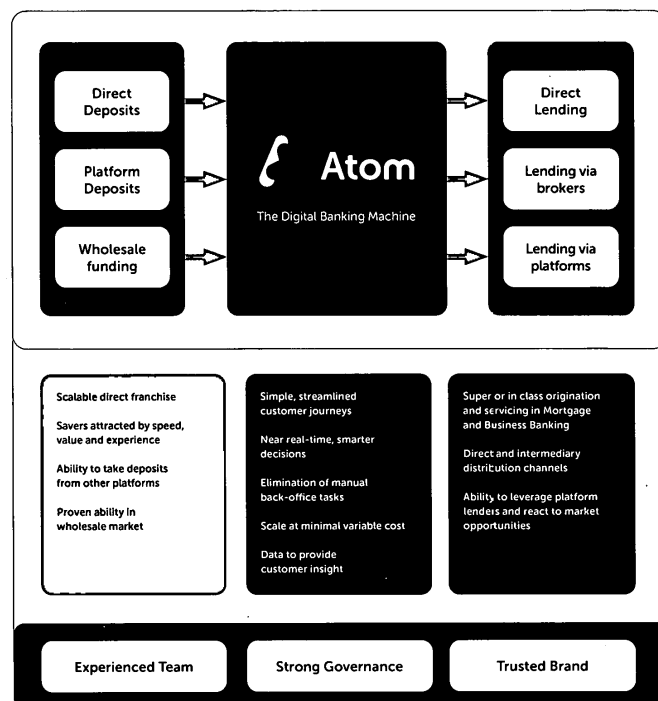 Direct
Deposits
Platform
Deposits
Wholesale
funding
Atom
The Digital Banking Machine
Direct
Lending
Lending via
brokers
Lending via
platforms
Scalable direct franchise
Savers attracted by speed,
value and experience
Ability to take deposits
from other platforms
Proven ability in
wholesale market
Simple, streamlined
customer journeys
Near real-time, smarter
decisions
Elimination of manual
back-office tasks
Scale at minimal variable cost
Data to provide
customer insight
Super or in class origination
and servicing in Mortgage
and Business Banking
Direct and intermediary
distribution channels
Ability to leverage platform
lenders and react to market
opportunities
Experienced Team
Strong Governance
Trusted Brand